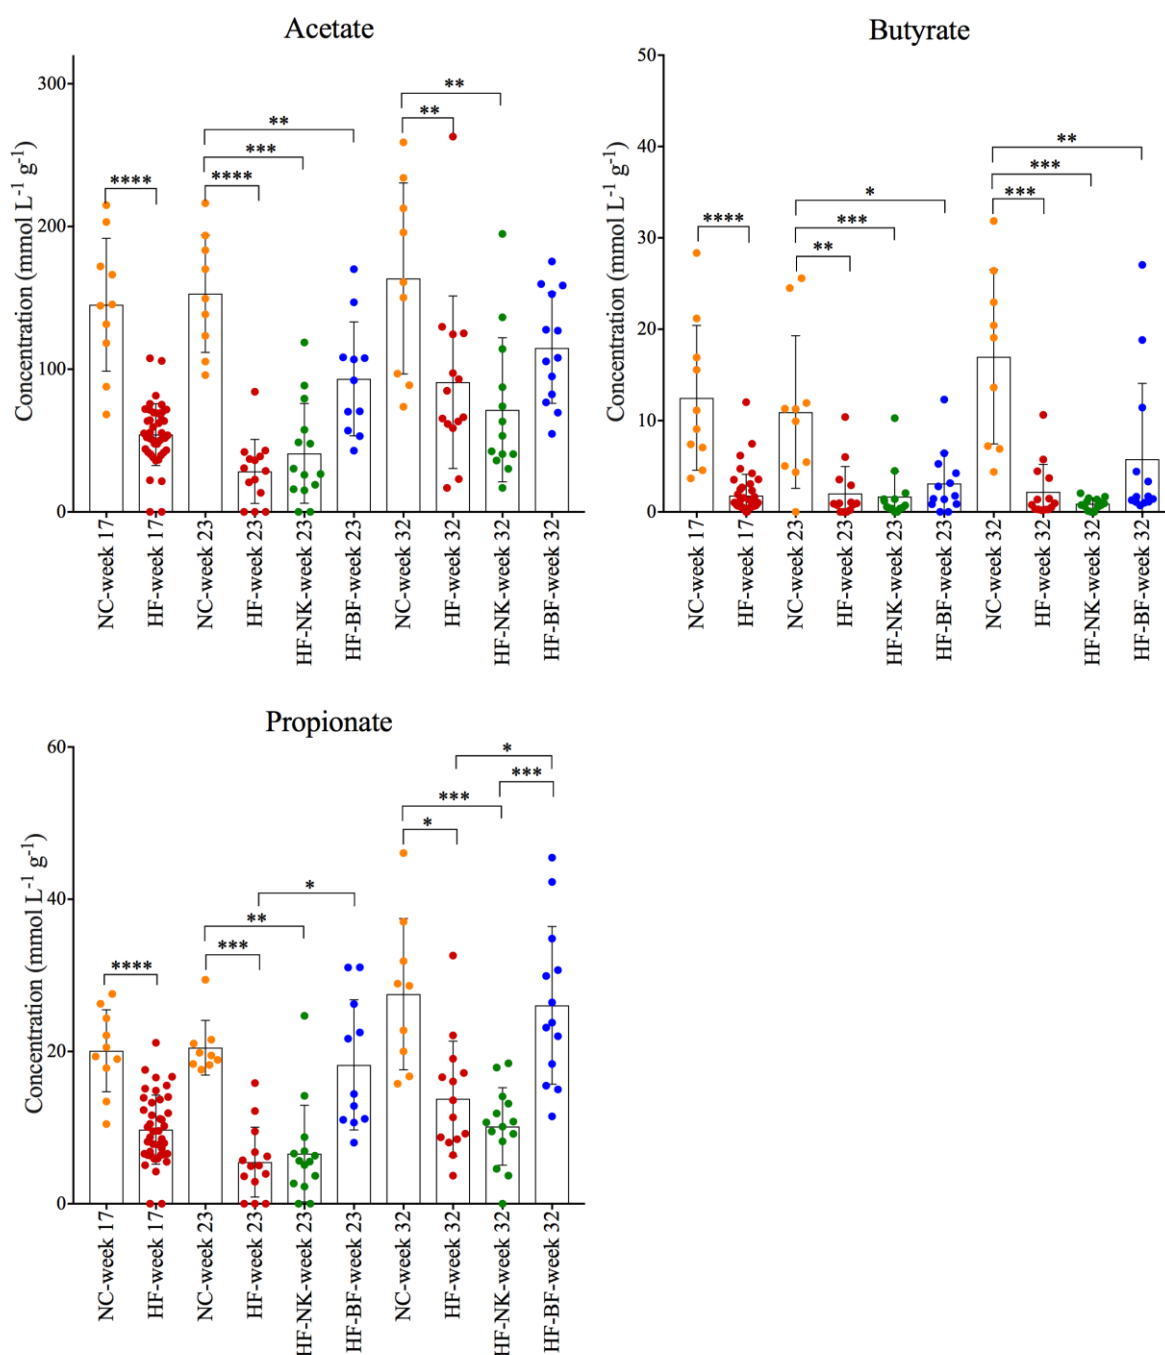 Acetate
Concentration (mmol L⁻¹ g⁻¹)
300
200
100
0
****
****
***
**
**
**
NC-week 17
HF-week 17
NC-week 23
HF-week 23
HF-NK-week 23
HF-BF-week 23
NC-week 32
HF-week 32
HF-NK-week 32
HF-BF-week 32
Butyrate
Concentration (mmol L⁻¹ g⁻¹)
50
40
30
20
10
0
****
**
***
*
***
***
**
NC-week 17
HF-week 17
NC-week 23
HF-week 23
HF-NK-week 23
HF-BF-week 23
NC-week 32
HF-week 32
HF-NK-week 32
HF-BF-week 32
Propionate
Concentration (mmol L⁻¹ g⁻¹)
60
40
20
0
****
***
**
*
*
***
***
*
NC-week 17
HF-week 17
NC-week 23
HF-week 23
HF-NK-week 23
HF-BF-week 23
NC-week 32
HF-week 32
HF-NK-week 32
HF-BF-week 32